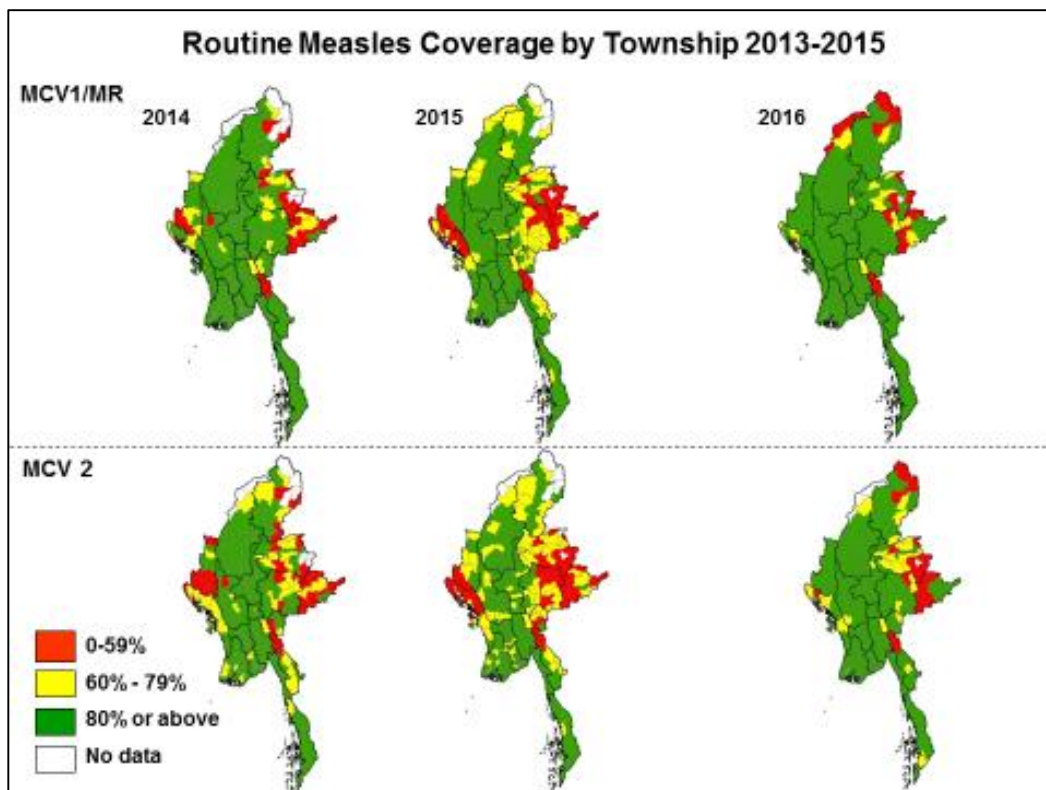 Routine Measles Coverage by Township 2013-2015
MCV1/MR
2014
2015
2016
MCV 2
0-59%
60% - 79%
80% or above
No data